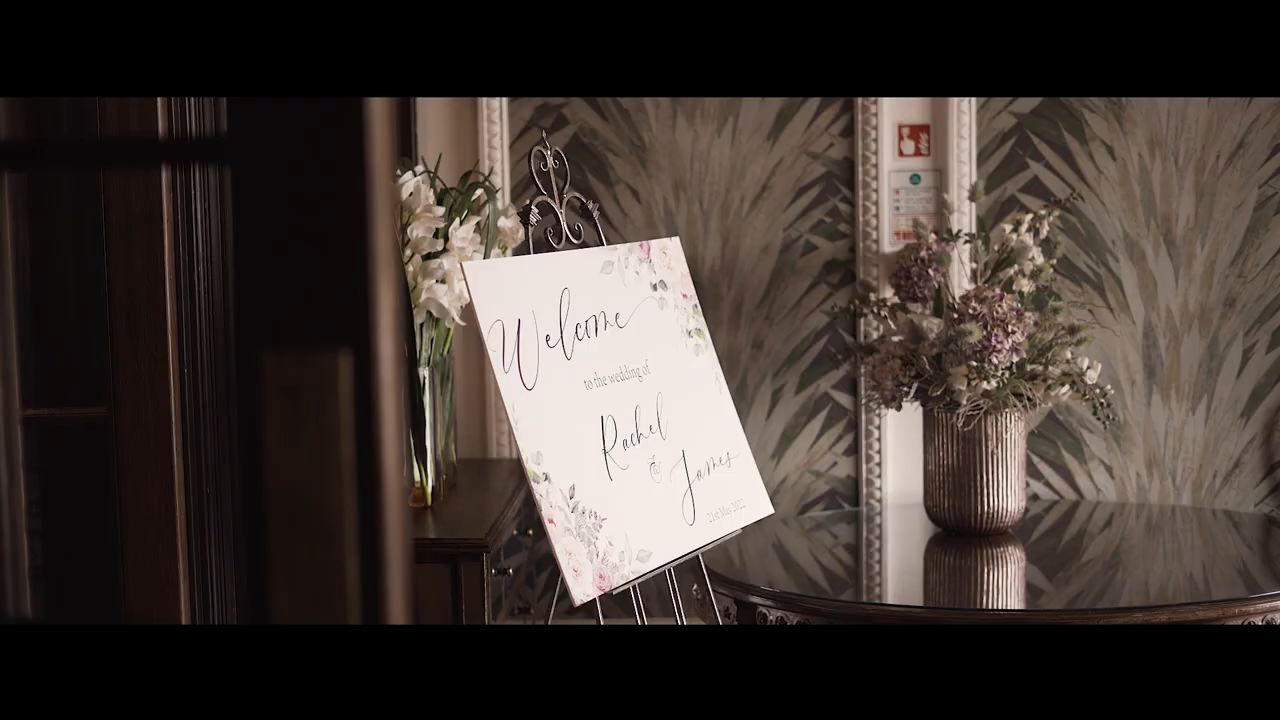 Welcome
to the wedding of
Rachel
&
James
21st May 2022